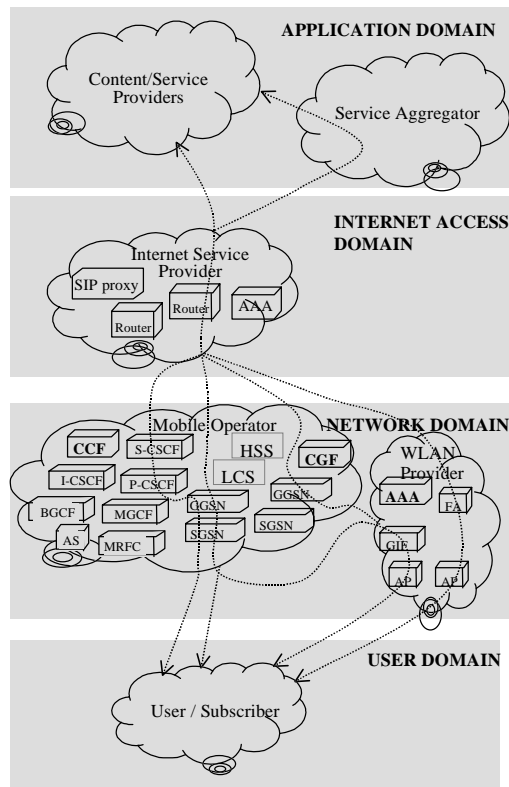 APPLICATION DOMAIN
Content/Service
Providers
Service Aggregator
INTERNET ACCESS
DOMAIN
Internet Service
Provider
SIP proxy
Router
Router
AAA
NETWORK DOMAIN
Mobile Operator
CCF
S-CSCF
HSS
CGF
I-CSCF
P-CSCF
LCS
GGSN
GGSN
BGCF
MGCF
SGSN
SGSN
AS
MRFC
WLAN
Provider
AAA
FA
GIF
AP
AP
USER DOMAIN
User / Subscriber